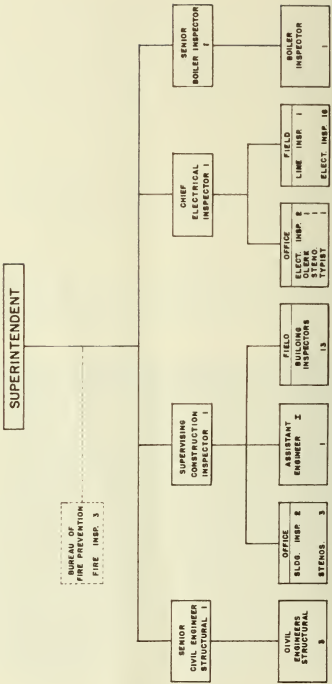 SUPERINTENDENT
BUREAU OF
FIRE PREVENTION
FIRE INSP. 3
SENIOR
CIVIL ENGINEER
STRUCTURAL 1
SUPERVISING
CONSTRUCTION
INSPECTOR 1
CHIEF
ELECTRICAL
INSPECTOR 1
SENIOR
BOILER INSPECTOR
1
CIVIL
ENGINEERS
STRUCTURAL
3
OFFICE
BLDG. INSP. 2
STENOS. 3
ASSISTANT
ENGINEER I
1
FIELD
BUILDING
INSPECTORS
13
OFFICE
ELECT. INSP. 2
CLERK 1
STENO. 1
TYPIST 1
FIELD
LIME INSP. 1
ELECT. INSP. 16
BOILER
INSPECTOR
1